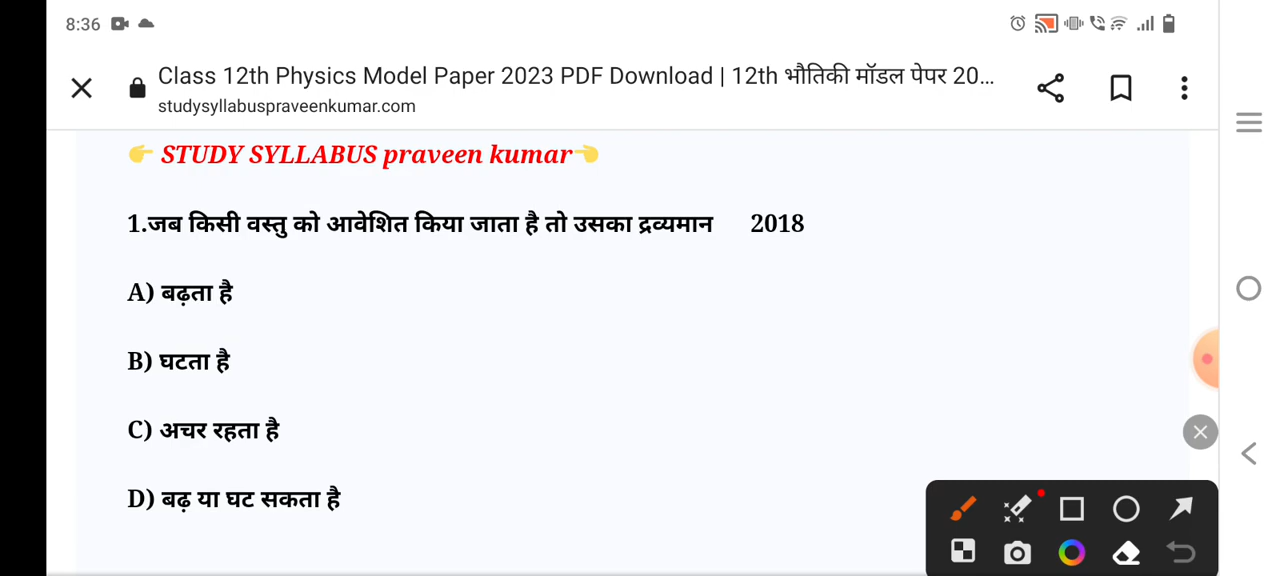 8:36
Class 12th Physics Model Paper 2023 PDF Download | 12th भौतिकी मॉडल पेपर 20...
studysyllabuspraveenkumar.com
👉 STUDY SYLLABUS praveen kumar👈
1.जब किसी वस्तु को आवेशित किया जाता है तो उसका द्रव्यमान 2018
A) बढ़ता है
B) घटता है
C) अचर रहता है
D) बढ़ या घट सकता है